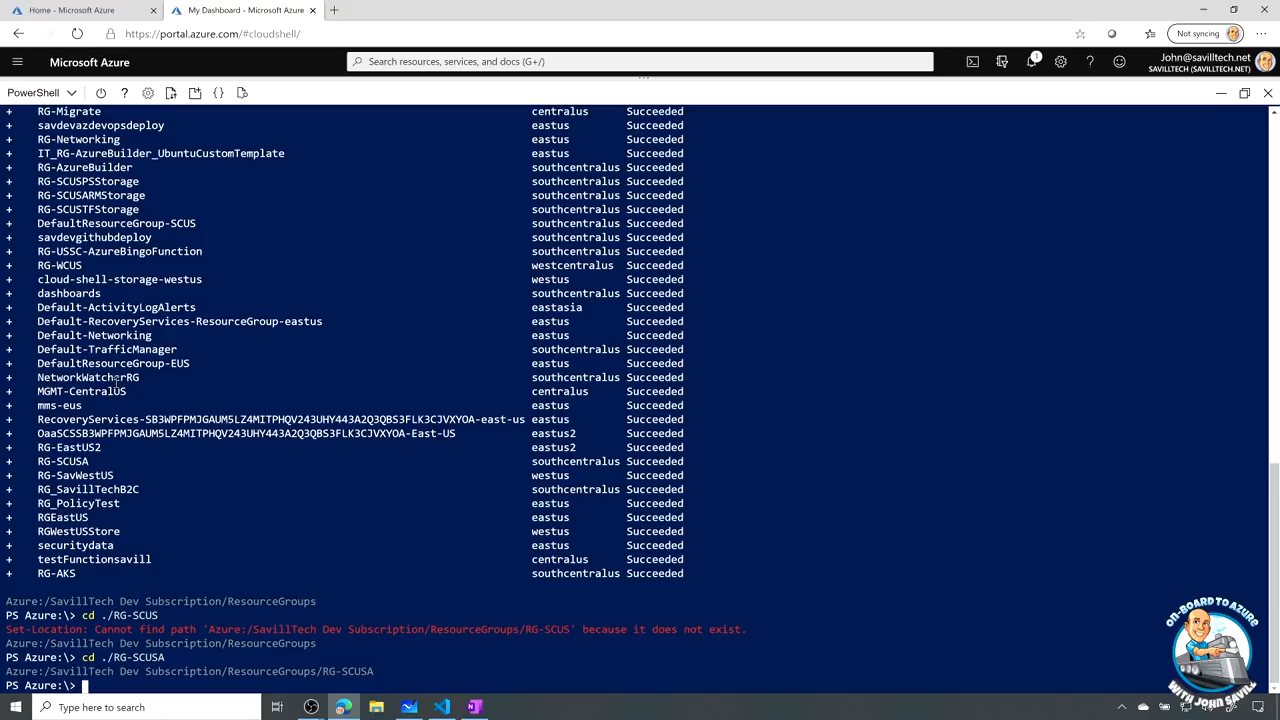 Home - Microsoft Azure
My Dashboard - Microsoft Azure
https://portal.azure.com/#cloudshell/
Not syncing
Microsoft Azure
Search resources, services, and docs (G+/)
1
John@savilltech.net
SAVILLTECH (SAVILLTECH.NET)
PowerShell
+ RG-Migrate centralus Succeeded
+ savdevazdevopsdeploy eastus Succeeded
+ RG-Networking eastus Succeeded
+ IT_RG-AzureBuilder_UbuntuCustomTemplate eastus Succeeded
+ RG-AzureBuilder southcentralus Succeeded
+ RG-SCUSPSStorage southcentralus Succeeded
+ RG-SCUSARMStorage southcentralus Succeeded
+ RG-SCUSTFStorage southcentralus Succeeded
+ DefaultResourceGroup-SCUS southcentralus Succeeded
+ savdevgithubdeploy southcentralus Succeeded
+ RG-USSC-AzureBingoFunction southcentralus Succeeded
+ RG-WCUS westcentralus Succeeded
+ cloud-shell-storage-westus westus Succeeded
+ dashboards southcentralus Succeeded
+ Default-ActivityLogAlerts eastasia Succeeded
+ Default-RecoveryServices-ResourceGroup-eastus eastus Succeeded
+ Default-Networking eastus Succeeded
+ Default-TrafficManager southcentralus Succeeded
+ DefaultResourceGroup-EUS eastus Succeeded
+ NetworkWatcherRG southcentralus Succeeded
+ MGMT-CentralUS centralus Succeeded
+ mms-eus eastus Succeeded
+ RecoveryServices-SB3WPFPMJGAUM5LZ4MITPHQV243UHY443A2Q3QBS3FLK3CJVXYOA-east-us eastus Succeeded
+ OaaSCSSB3WPFPMJGAUM5LZ4MITPHQV243UHY443A2Q3QBS3FLK3CJVXYOA-East-US eastus2 Succeeded
+ RG-EastUS2 eastus2 Succeeded
+ RG-SCUSA southcentralus Succeeded
+ RG-SavWestUS westus Succeeded
+ RG_SavillTechB2C southcentralus Succeeded
+ RG_PolicyTest eastus Succeeded
+ RGEastUS eastus Succeeded
+ RGWestUSStore westus Succeeded
+ securitydata eastus Succeeded
+ testFunctionsavill centralus Succeeded
+ RG-AKS southcentralus Succeeded
Azure:/SavillTech Dev Subscription/ResourceGroups
PS Azure:\> cd ./RG-SCUS
Set-Location: Cannot find path 'Azure:/SavillTech Dev Subscription/ResourceGroups/RG-SCUS' because it does not exist.
Azure:/SavillTech Dev Subscription/ResourceGroups
PS Azure:\> cd ./RG-SCUSA
Azure:/SavillTech Dev Subscription/ResourceGroups/RG-SCUSA
PS Azure:\>
ON-BOARD TO AZURE
WITH JOHN SAVILL
Type here to search